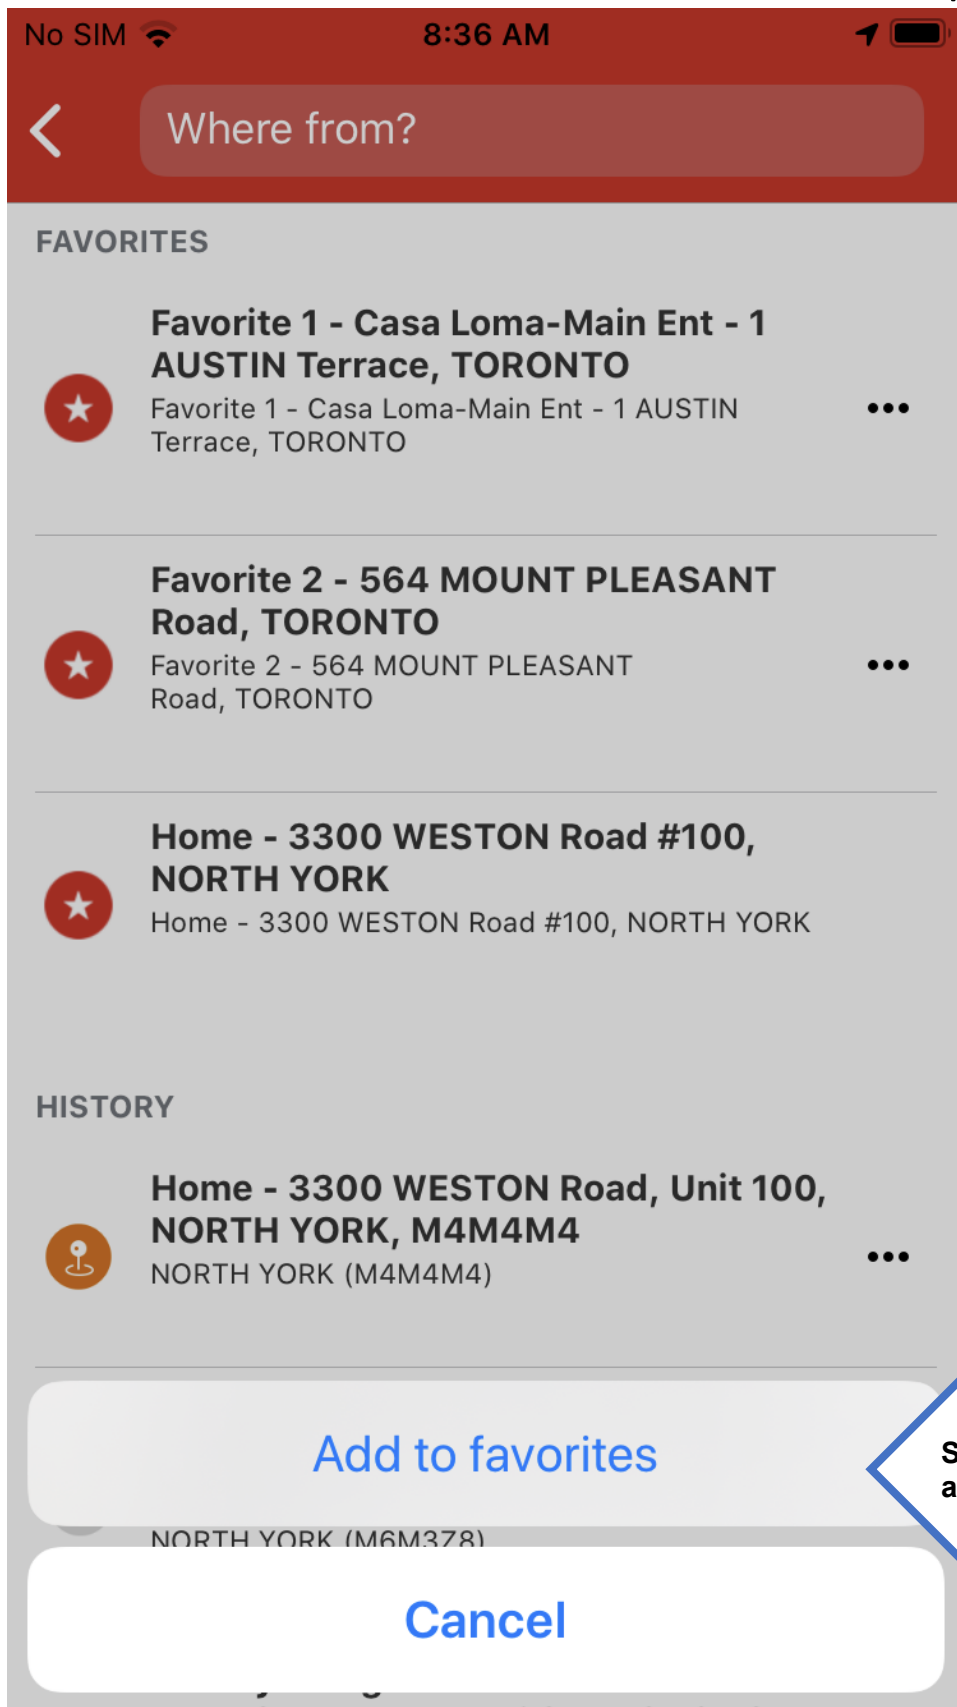 No SIM 8:36 AM
Where from?
FAVORITES
Favorite 1 - Casa Loma-Main Ent - 1
AUSTIN Terrace, TORONTO
Favorite 1 - Casa Loma-Main Ent - 1 AUSTIN
Terrace, TORONTO
Favorite 2 - 564 MOUNT PLEASANT
Road, TORONTO
Favorite 2 - 564 MOUNT PLEASANT
Road, TORONTO
Home - 3300 WESTON Road #100,
NORTH YORK
Home - 3300 WESTON Road #100, NORTH YORK
HISTORY
Home - 3300 WESTON Road, Unit 100,
NORTH YORK, M4M4M4
NORTH YORK (M4M4M4)
Add to favorites
NORTH YORK (M6M3Z8)
Cancel